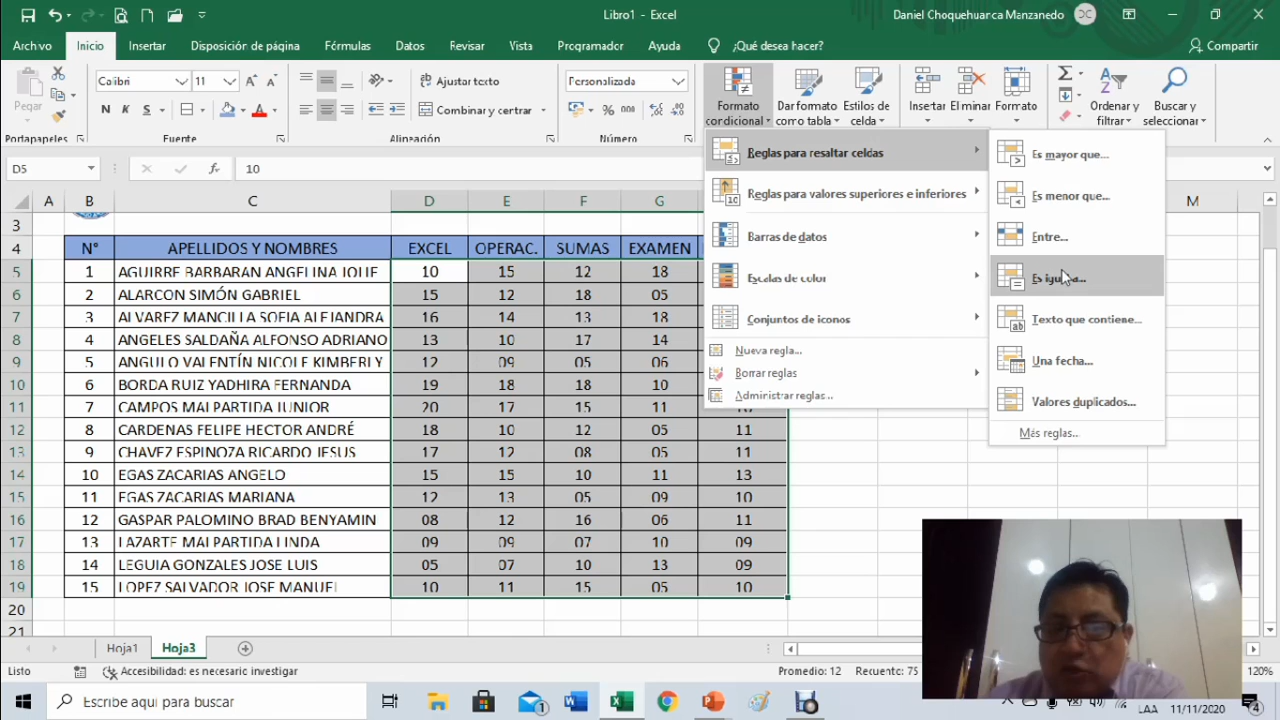 Libro1 - Excel
Daniel Choquehuanca Manzanedo
DC
Archivo Inicio Insertar Disposición de página Fórmulas Datos Revisar Vista Programador Ayuda ¿Qué desea hacer? Compartir
Pegar
Calibri 11
N K S
Ajustar texto
Combinar y centrar
Personalizada
% 000
Formato condicional
Dar formato como tabla
Estilos de celda
Insertar
Eliminar
Formato
Ordenar y filtrar
Buscar y seleccionar
Portapapeles Fuente Alineación Número
D5 fx 10
Reglas para resaltar celdas
Reglas para valores superiores e inferiores
Barras de datos
Escalas de color
Conjuntos de iconos
Nueva regla...
Borrar reglas
Administrar reglas...
Es mayor que...
Es menor que...
Entre...
Texto que contiene...
Una fecha...
Valores duplicados...
Más reglas...
A B C D E F G M
3
4 N° APELLIDOS Y NOMBRES EXCEL OPERAC. SUMAS EXAMEN
5 1 AGUIRRE BARBARAN ANGELINA JOLIE 10 15 12 18
6 2 ALARCON SIMÓN GABRIEL 15 12 18 05
7 3 ALVAREZ MANCILLA SOFIA ALEJANDRA 16 14 13 18
8 4 ANGELES SALDAÑA ALFONSO ADRIANO 13 10 17 14
9 5 ANGULO VALENTÍN NICOLE KIMBERLY 12 09 05 06
10 6 BORDA RUIZ YADHIRA FERNANDA 19 18 18 10
11 7 CAMPOS MALPARTIDA JUNIOR 20 17 15 11
12 8 CARDENAS FELIPE HECTOR ANDRÉ 18 10 12 05 11
13 9 CHAVEZ ESPINOZA RICARDO JESUS 17 12 08 05 11
14 10 EGAS ZACARIAS ANGELO 15 15 10 11 13
15 11 EGAS ZACARIAS MARIANA 12 13 05 09 10
16 12 GASPAR PALOMINO BRAD BENYAMIN 08 12 16 06 11
17 13 LAZARTE MALPARTIDA LINDA 09 09 07 10 09
18 14 LEGUIA GONZALES JOSE LUIS 05 07 10 13 09
19 15 LOPEZ SALVADOR JOSE MANUEL 10 11 15 05 10
20
21
Hoja1 Hoja3
Listo Accesibilidad: es necesario investigar Promedio: 12 Recuento: 75 120%
Escribe aquí para buscar
LAA 11/11/2020